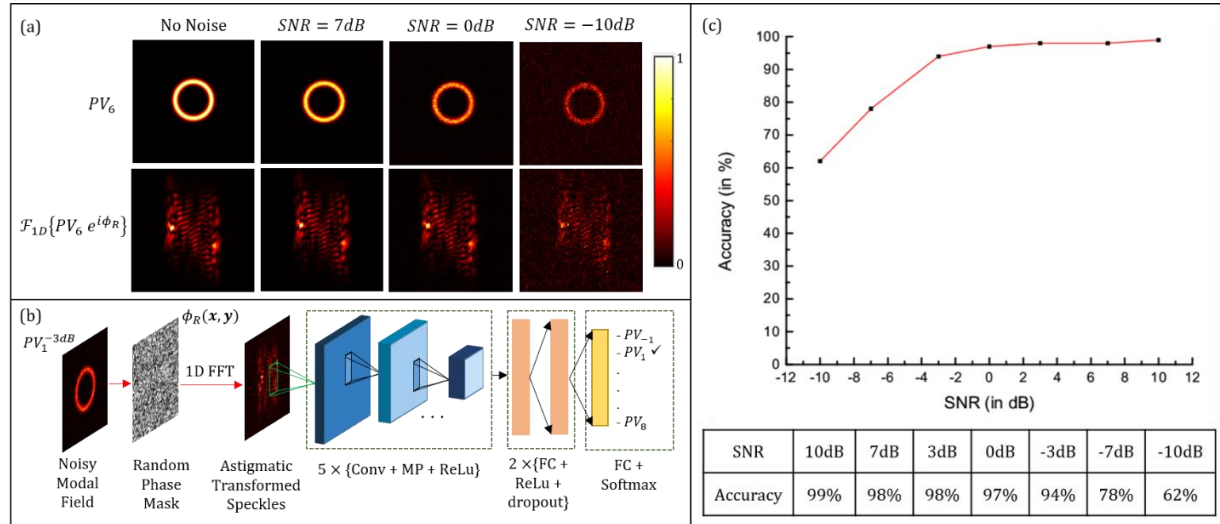 (a)
No Noise
SNR = 7dB
SNR = 0dB
SNR = −10dB
PV₆
1
0
ℱ₁D{PV₆ e^{iϕ_R}}
(b)
PV₁^{−3dB}
ϕ_R(x, y)
1D FFT
. . .
- PV₋₁
- PV₁ ✓
.
.
.
- PV₈
Noisy
Modal
Field
Random
Phase
Mask
Astigmatic
Transformed
Speckles
5 × {Conv + MP + ReLu}
2 ×{FC +
ReLu +
dropout}
FC +
Softmax
(c)
Accuracy (in %)
100
90
80
70
60
50
40
30
20
10
0
-12 -10 -8 -6 -4 -2 0 2 4 6 8 10 12
SNR (in dB)
SNR 10dB 7dB 3dB 0dB -3dB -7dB -10dB
Accuracy 99% 98% 98% 97% 94% 78% 62%